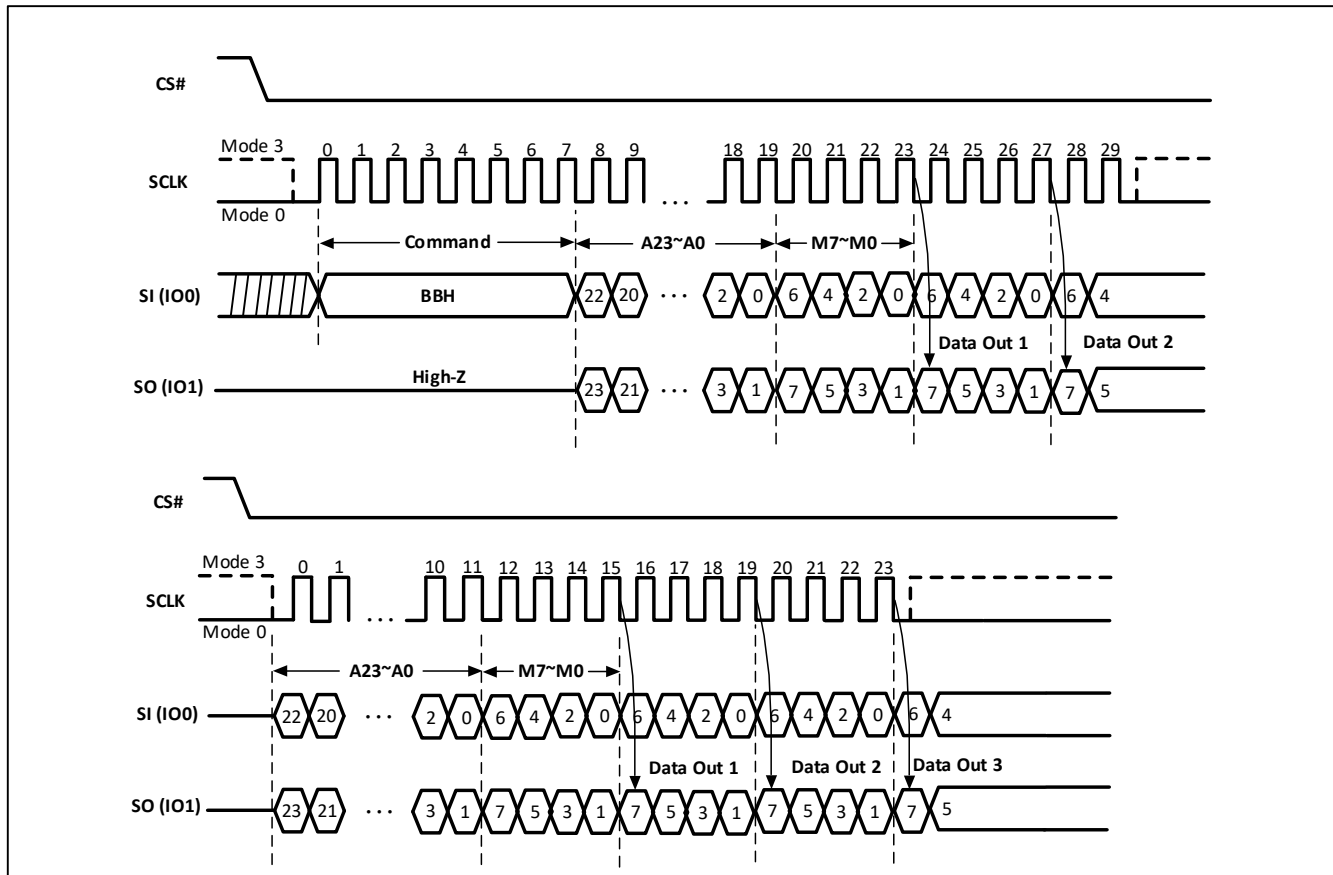 CS#
Mode 3 0 1 2 3 4 5 6 7 8 9 18 19 20 21 22 23 24 25 26 27 28 29
SCLK
Mode 0 ...
Command A23~A0 M7~M0
SI (IO0) BBH 22 20 ... 2 0 6 4 2 0 6 4 2 0 6 4
Data Out 1 Data Out 2
SO (IO1) High-Z 23 21 ... 3 1 7 5 3 1 7 5 3 1 7 5
CS#
Mode 3 0 1 10 11 12 13 14 15 16 17 18 19 20 21 22 23
SCLK
Mode 0 ...
A23~A0 M7~M0
SI (IO0) 22 20 ... 2 0 6 4 2 0 6 4 2 0 6 4 2 0 6 4
Data Out 1 Data Out 2 Data Out 3
SO (IO1) 23 21 ... 3 1 7 5 3 1 7 5 3 1 7 5 3 1 7 5